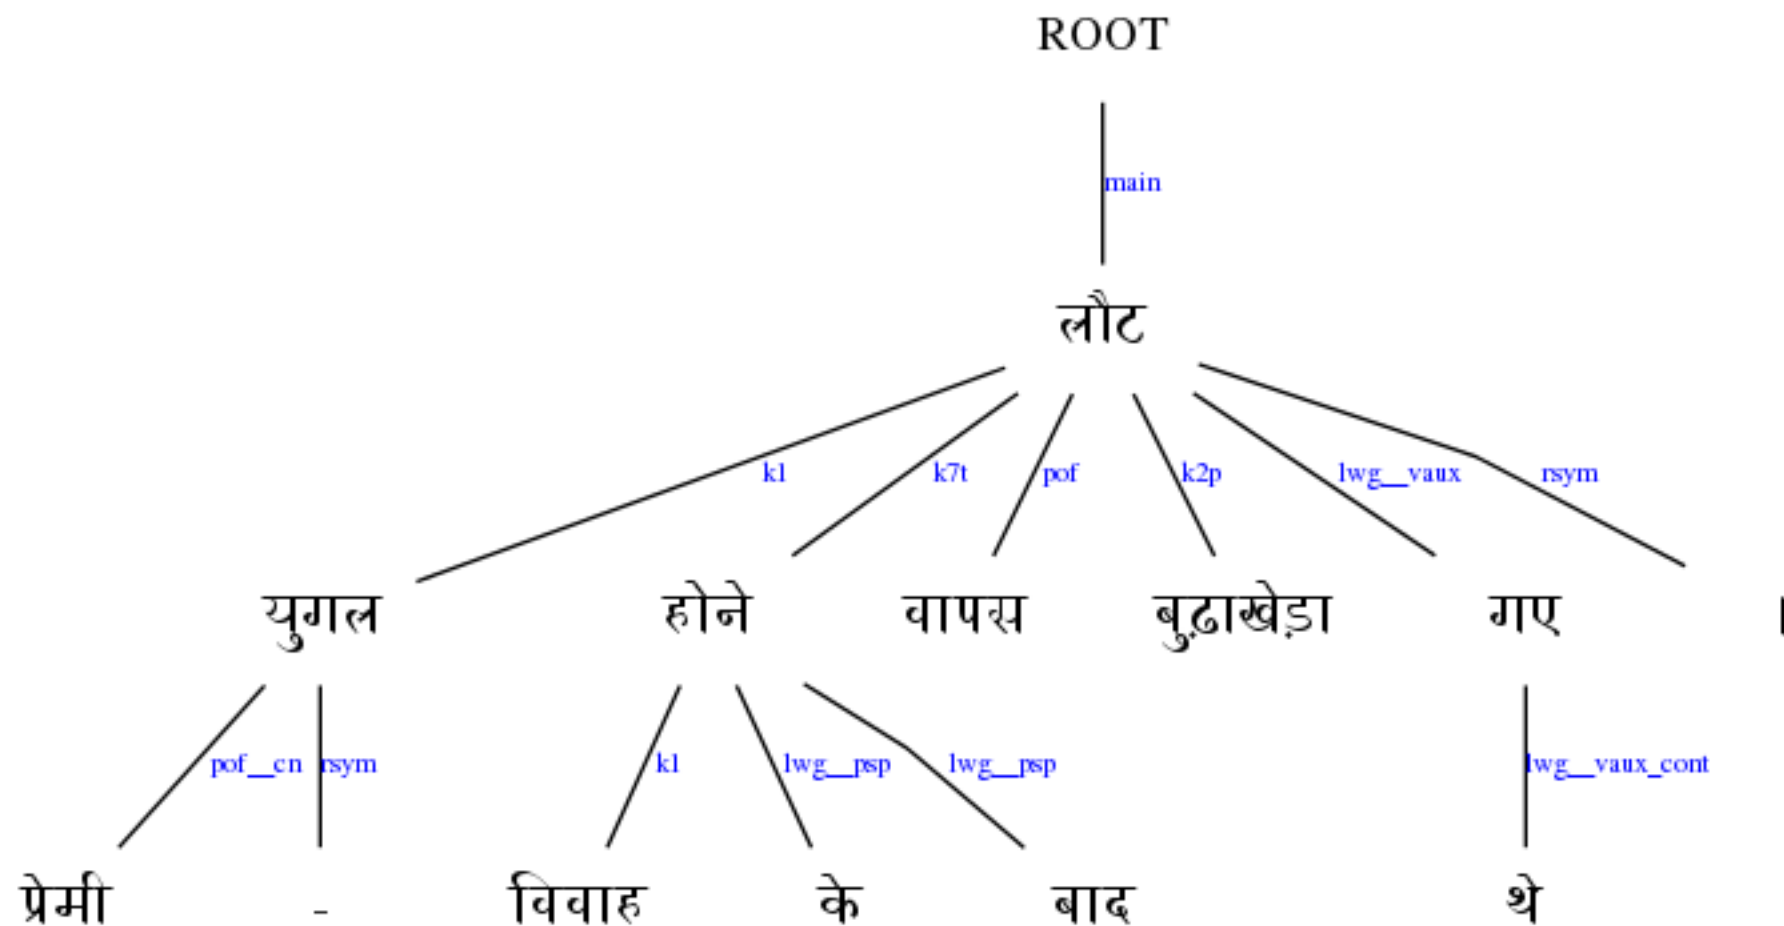 ROOT
main
लौट
k1 k7t pof k2p lwg__vaux rsym
युगल होने वापस बुढ़ाखेड़ा गए ।
pof__cn rsym k1 lwg__psp lwg__psp lwg__vaux_cont
प्रेमी - विवाह के बाद थे